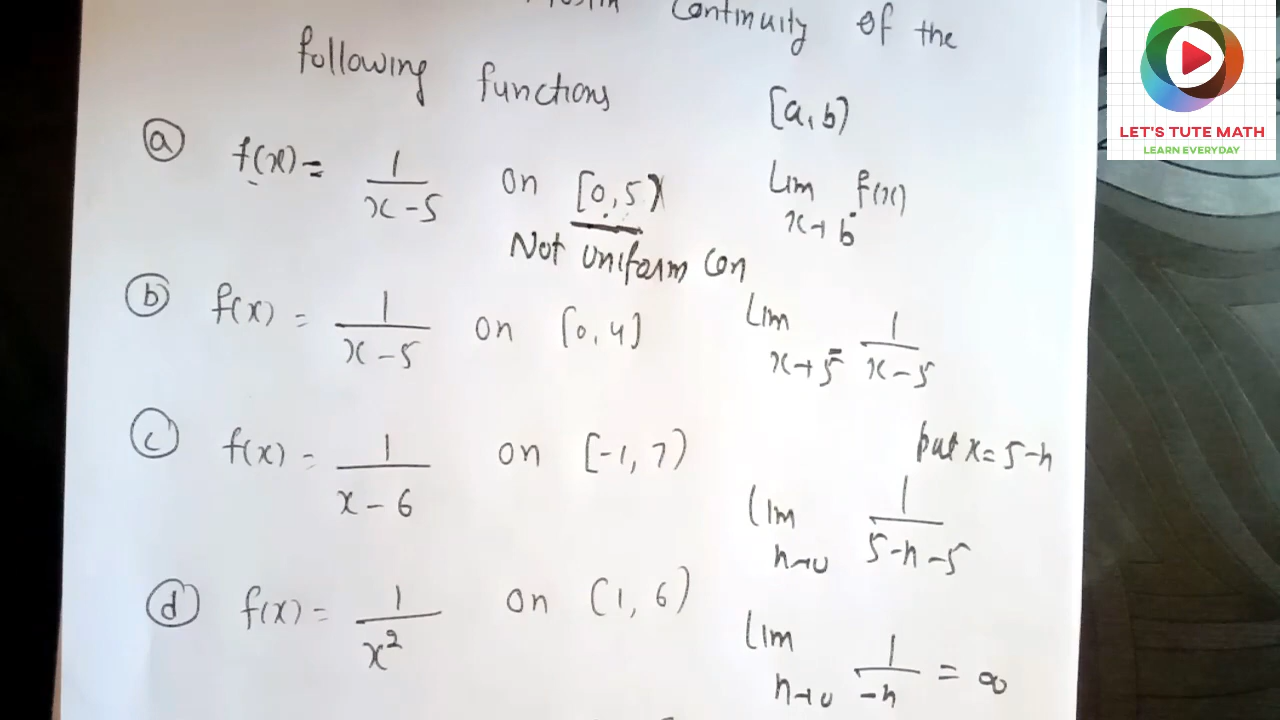 Continuity of the
following functions
(a) f(x) = 1/(x-5) on [0,5)
Not uniform con
(b) f(x) = 1/(x-5) on [0,4]
(c) f(x) = 1/(x-6) on [-1,7)
(d) f(x) = 1/x² on (1,6)
[a,b)
Lim x→b⁻ f(x)
Lim x→5⁻ 1/(x-5)
put x=5-h
Lim h→0 1/(5-h-5)
Lim h→0 1/-h = ∞
LET'S TUTE MATH
LEARN EVERYDAY